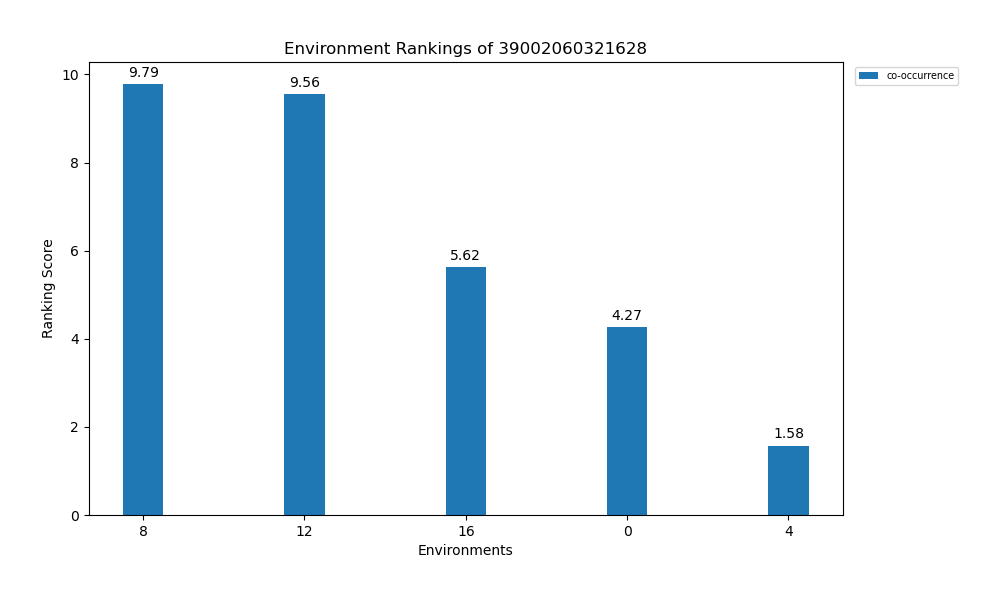 Environment Rankings of 39002060321628
co-occurrence
Ranking Score
10
8
6
4
2
0
9.79
9.56
5.62
4.27
1.58
8 12 16 0 4
Environments